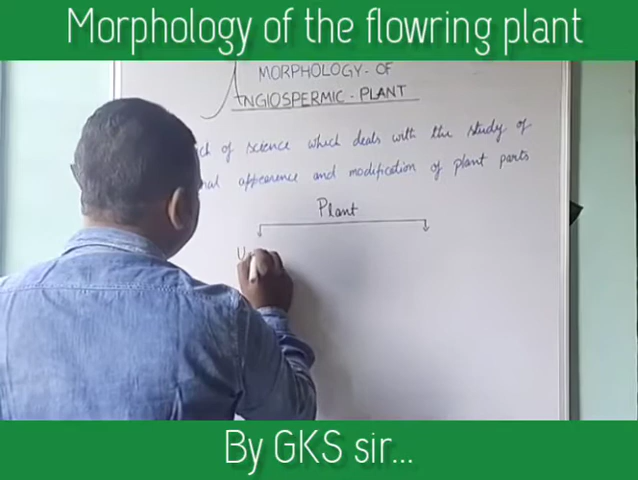 Morphology of the flowring plant
MORPHOLOGY - OF
ANGIOSPERMIC - PLANT
of science which deals with the study of
appearence and modification of plant parts
Plant
By GKS sir...